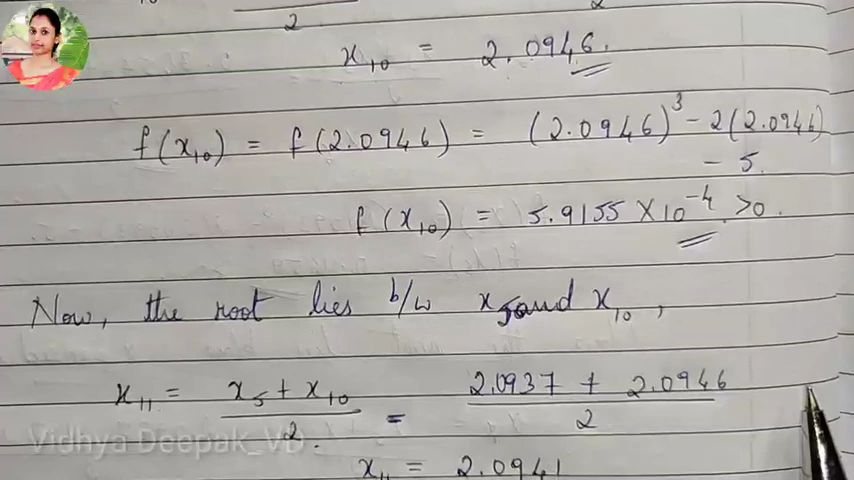 2 2
x₁₀ = 2.0946.
f(x₁₀) = f(2.0946) = (2.0946)³ - 2(2.0946)
- 5.
f(x₁₀) = 5.9155 X 10⁻⁴ >0.
Now, the root lies b/w x₅ and x₁₀,
x₁₁ = x₅ + x₁₀ / 2. = 2.0937 + 2.0946 / 2
Vidhya Deepak_VD
x₁₁ = 2.0941